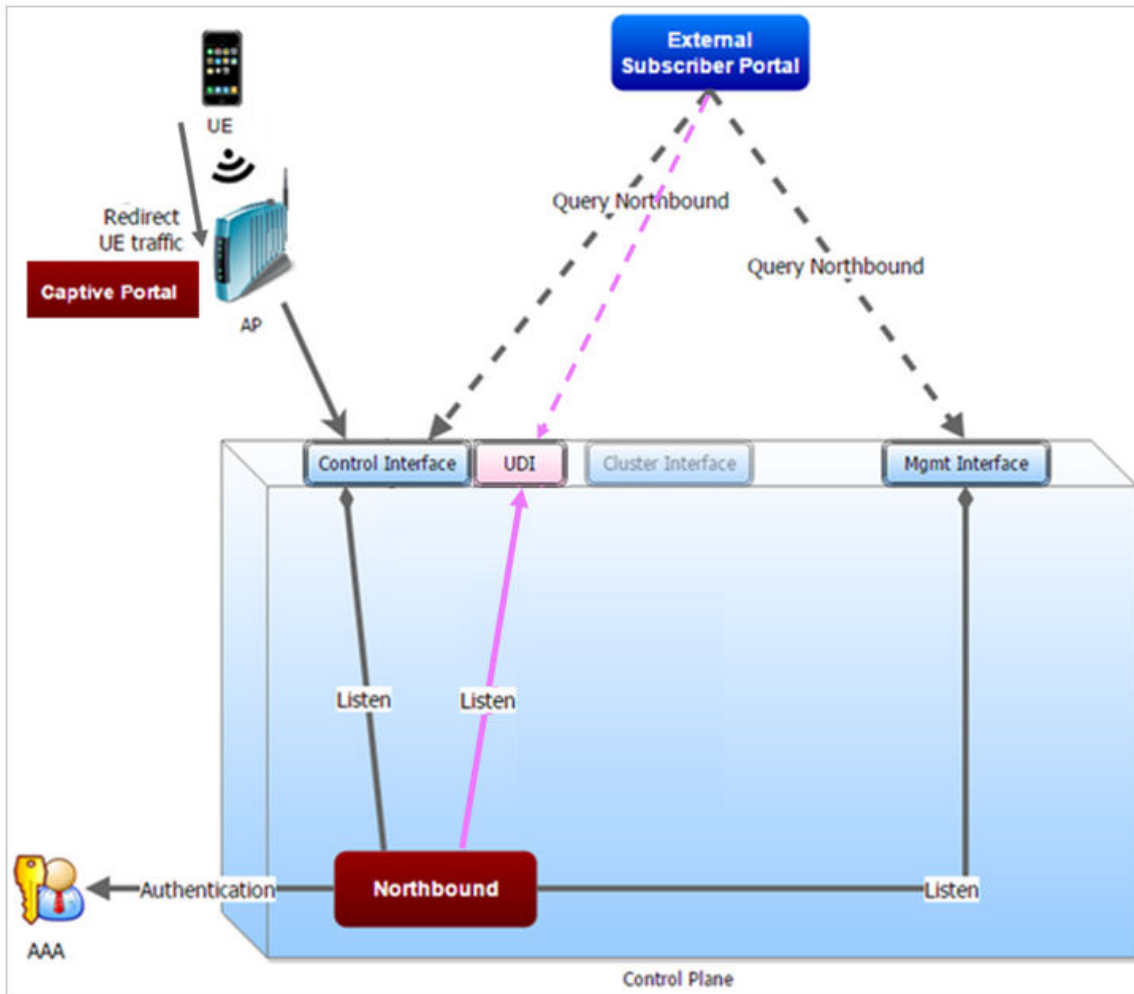 External
Subscriber Portal
UE
Redirect
UE traffic
Captive Portal
AP
Query Northbound
Query Northbound
Control Interface
UDI
Cluster Interface
Mgmt Interface
Listen
Listen
Northbound
Authentication
Listen
AAA
Control Plane